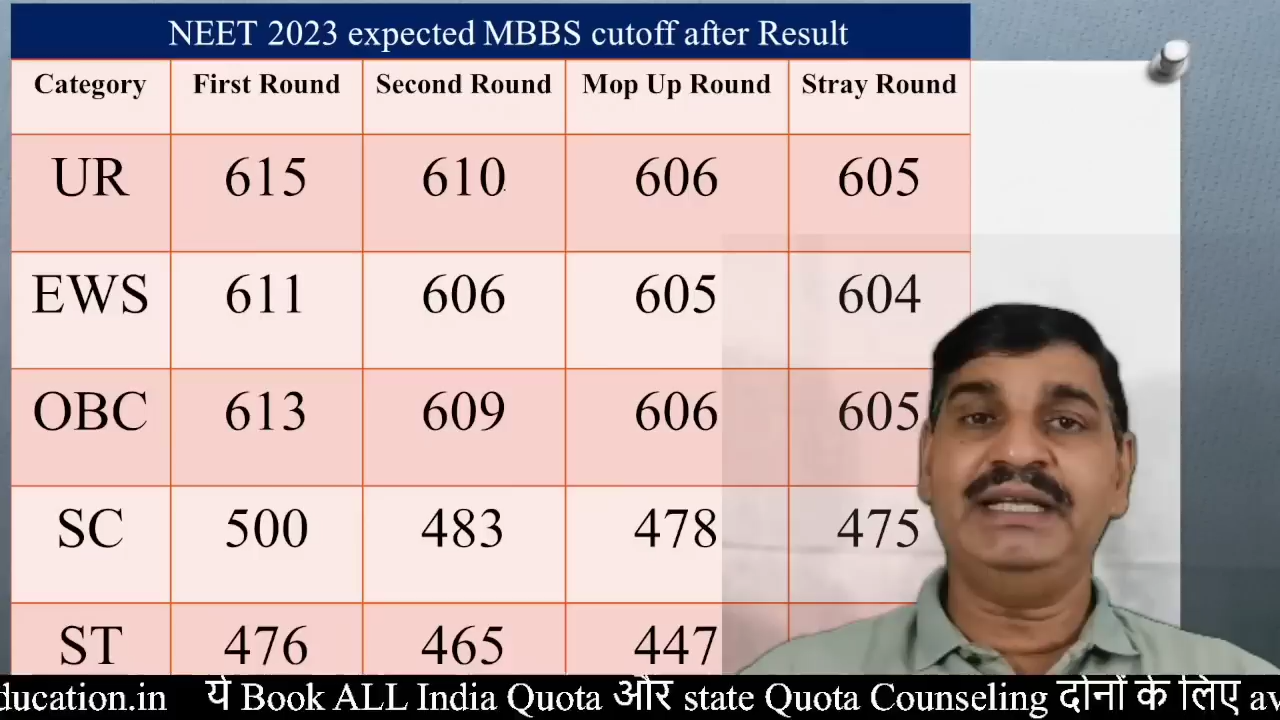 NEET 2023 expected MBBS cutoff after Result
Category First Round Second Round Mop Up Round Stray Round
UR 615 610 606 605
EWS 611 606 605 604
OBC 613 609 606 605
SC 500 483 478 475
ST 476 465 447
ducation.in ये Book ALL India Quota और state Quota Counseling दोनों के लिए av